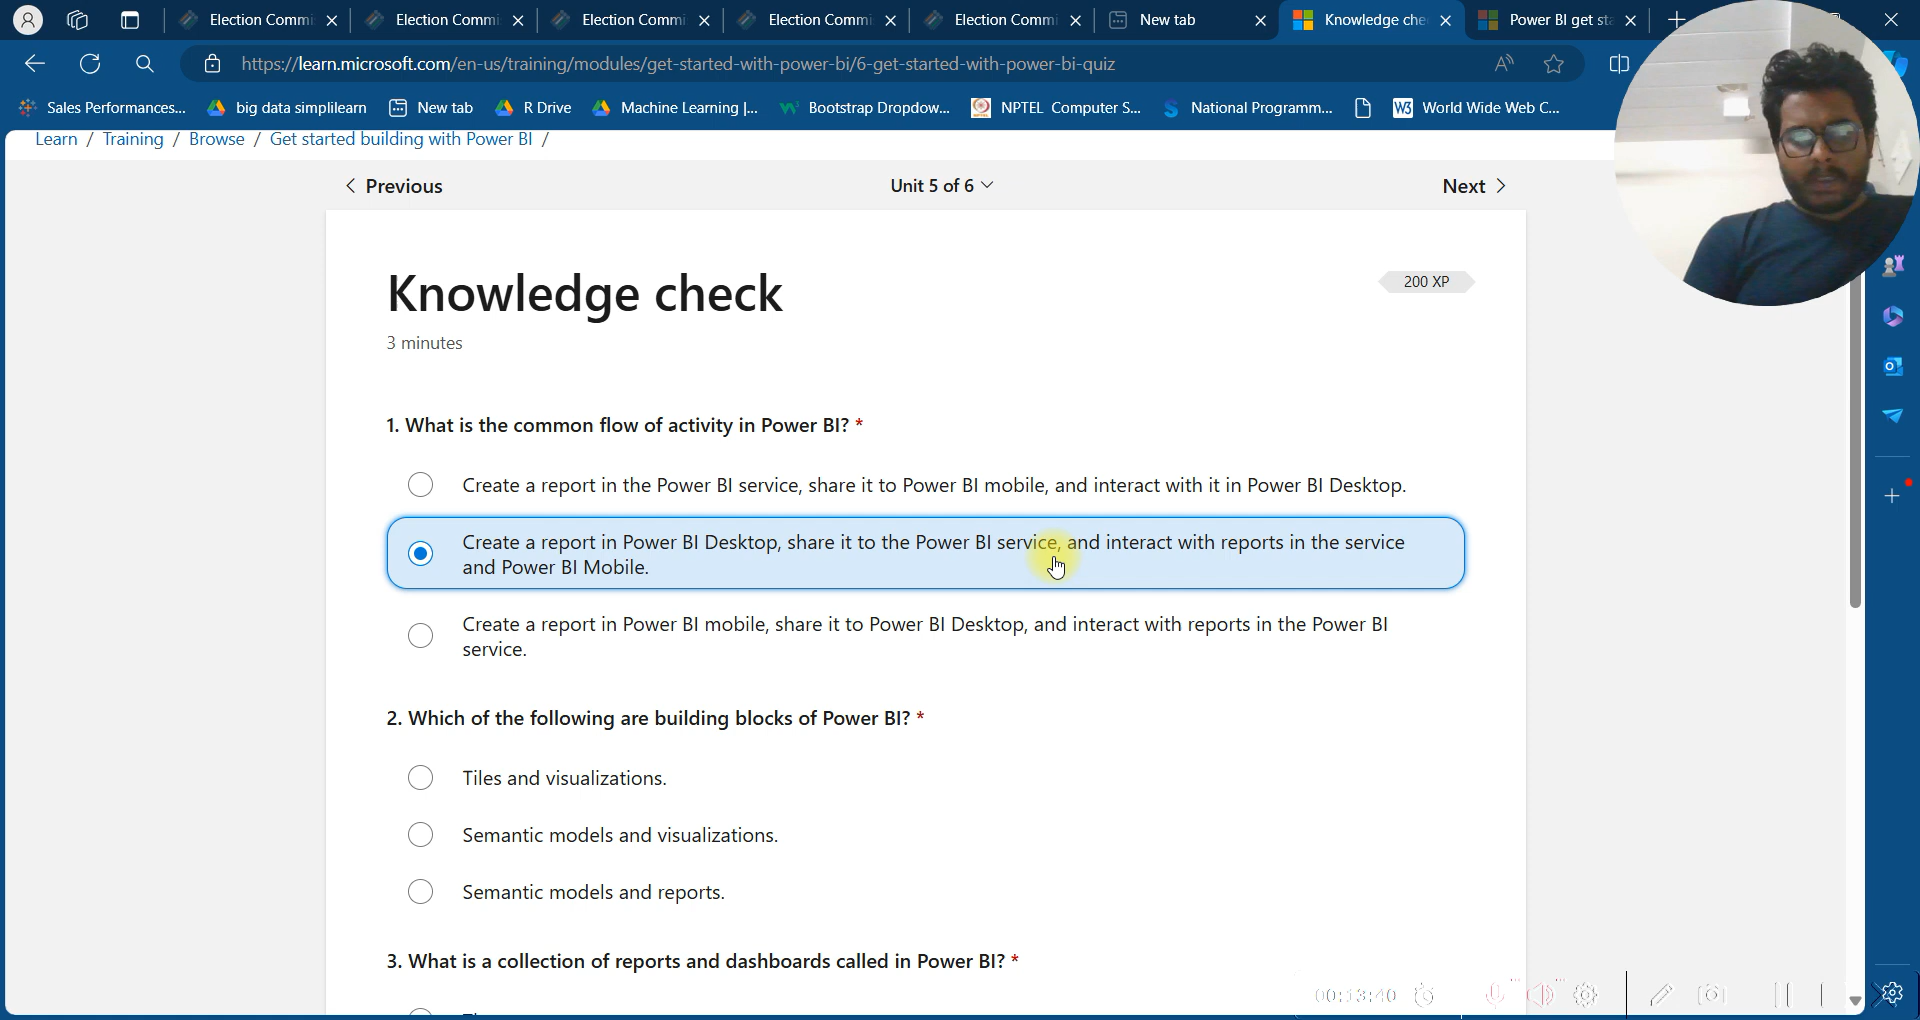 Election Commi
Election Commi
Election Commi
Election Commi
Election Commi
New tab
Knowledge che
Power BI get sta
https://learn.microsoft.com/en-us/training/modules/get-started-with-power-bi/6-get-started-with-power-bi-quiz
Sales Performances...
big data simplilearn
New tab
R Drive
Machine Learning |...
Bootstrap Dropdow...
NPTEL Computer S...
National Programm...
W3 World Wide Web C...
Learn / Training / Browse / Get started building with Power BI /
Previous
Unit 5 of 6
Next
Knowledge check
200 XP
3 minutes
1. What is the common flow of activity in Power BI? *
Create a report in the Power BI service, share it to Power BI mobile, and interact with it in Power BI Desktop.
Create a report in Power BI Desktop, share it to the Power BI service, and interact with reports in the service
and Power BI Mobile.
Create a report in Power BI mobile, share it to Power BI Desktop, and interact with reports in the Power BI
service.
2. Which of the following are building blocks of Power BI? *
Tiles and visualizations.
Semantic models and visualizations.
Semantic models and reports.
3. What is a collection of reports and dashboards called in Power BI? *
00:13:40